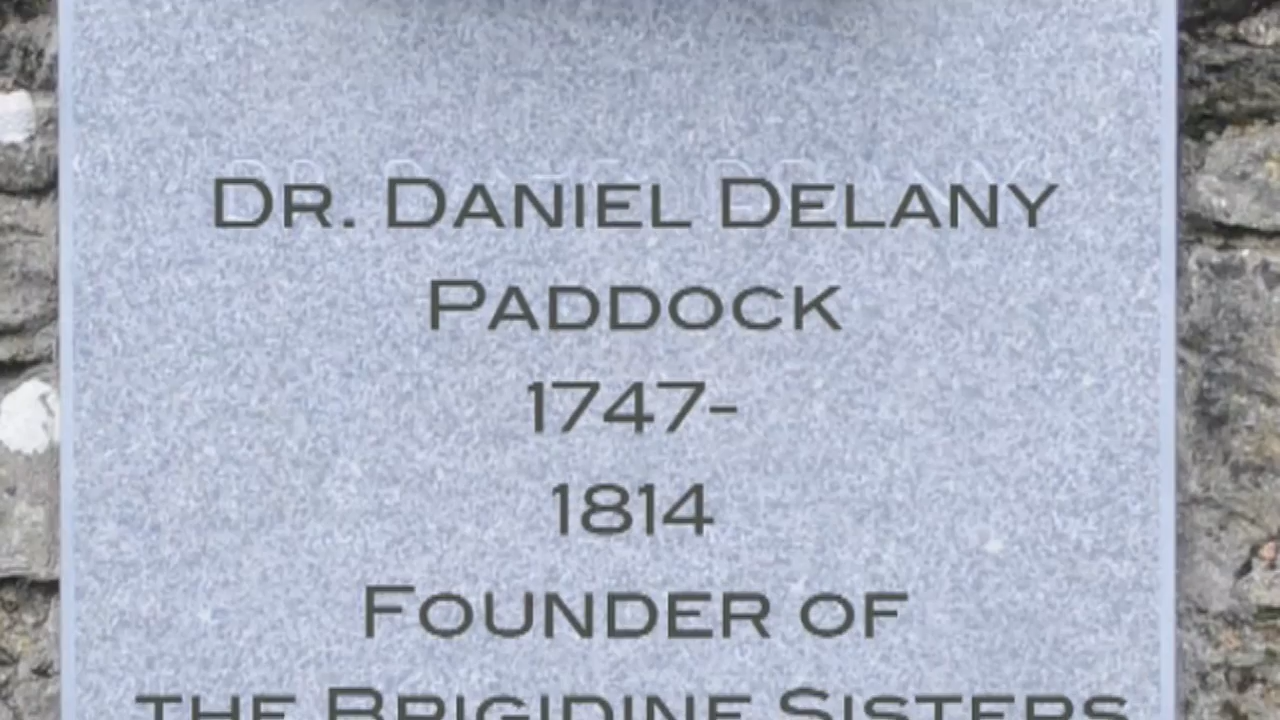 Dr. Daniel Delany
Paddock
1747-
1814
Founder of
the Brigidine Sisters